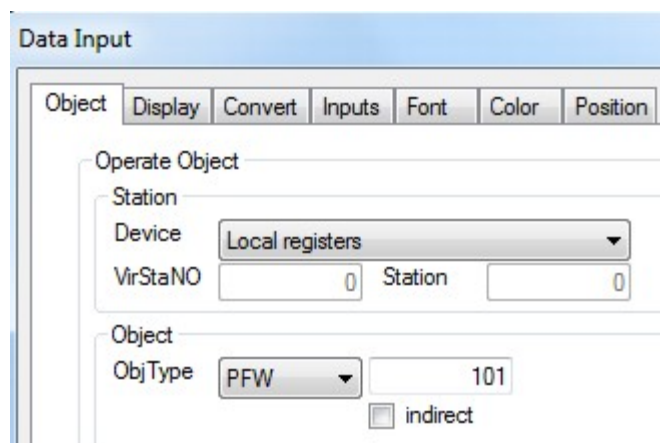 Data Input
Object Display Convert Inputs Font Color Position
Operate Object
Station
Device Local registers
VirStaNO 0 Station 0
Object
ObjType PFW 101
indirect